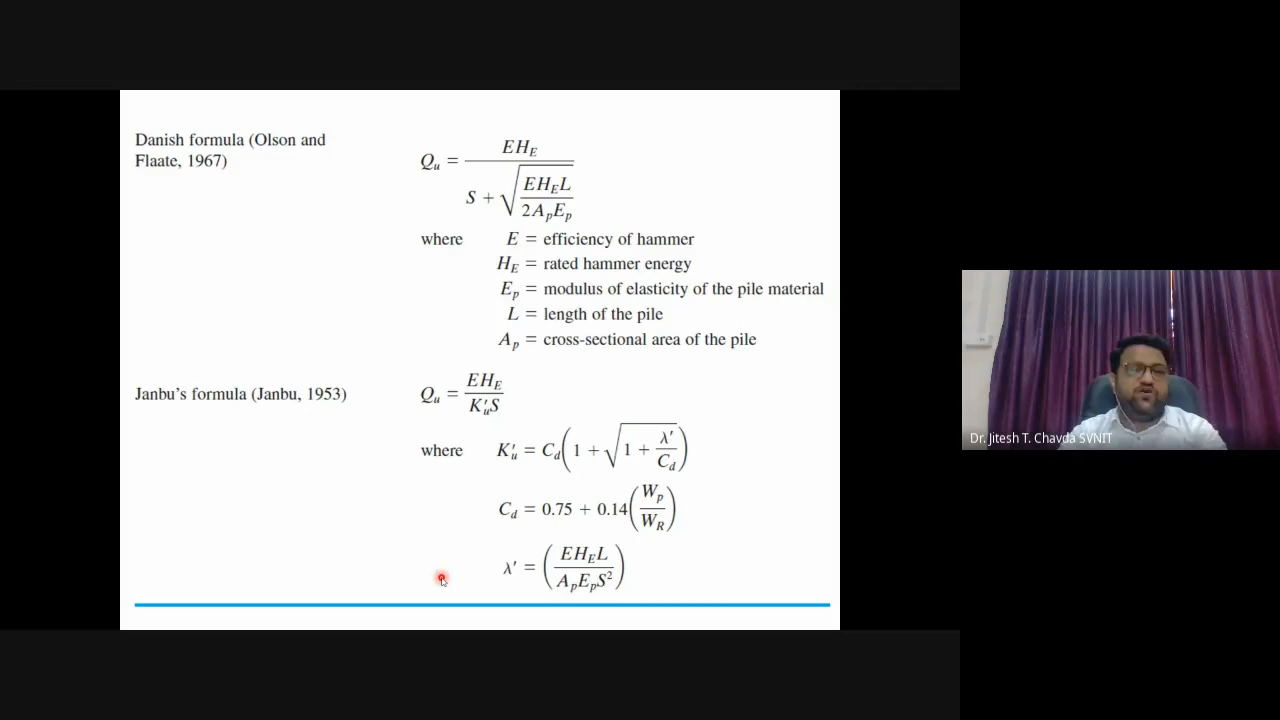 Danish formula (Olson and
Flaate, 1967)
Q_u = EH_E / (S + √(EH_E L / 2A_p E_p))
where E = efficiency of hammer
H_E = rated hammer energy
E_p = modulus of elasticity of the pile material
L = length of the pile
A_p = cross-sectional area of the pile
Janbu's formula (Janbu, 1953) Q_u = EH_E / K'_u S
where K'_u = C_d(1 + √(1 + λ'/C_d))
C_d = 0.75 + 0.14(W_p/W_R)
λ' = (EH_E L / A_p E_p S²)
Dr. Jitesh T. Chavda SVNIT